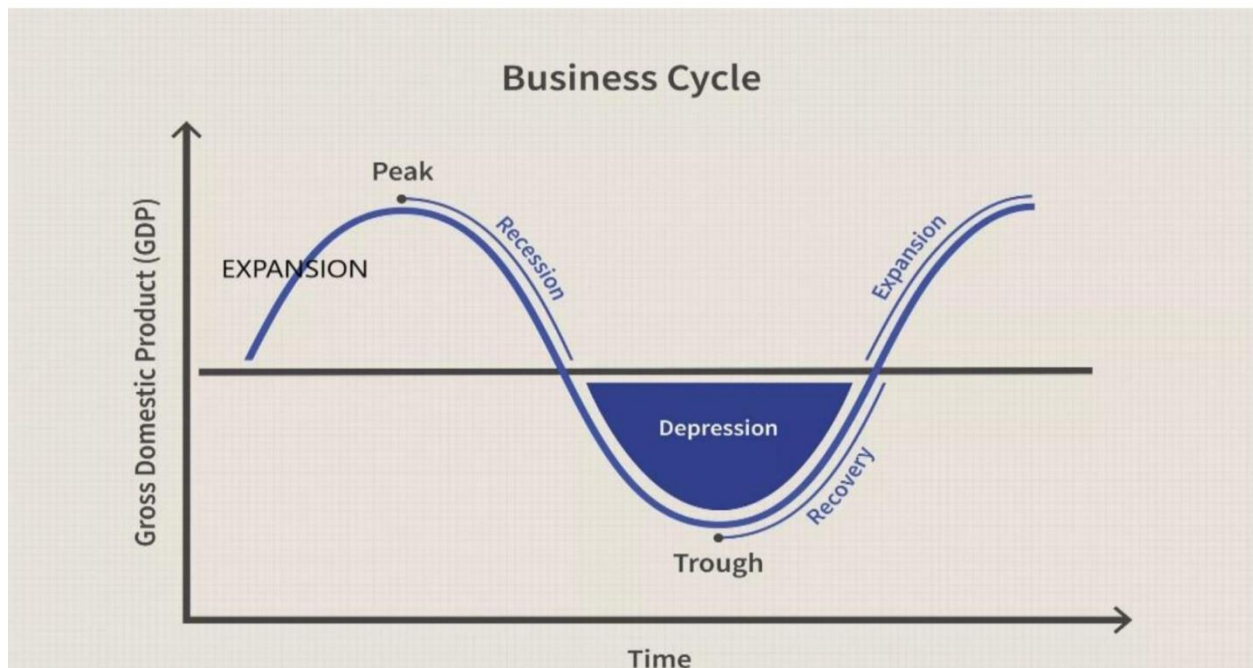 Business Cycle
Peak
Recession
EXPANSION
Expansion
Gross Domestic Product (GDP)
Depression
Recovery
Trough
Time